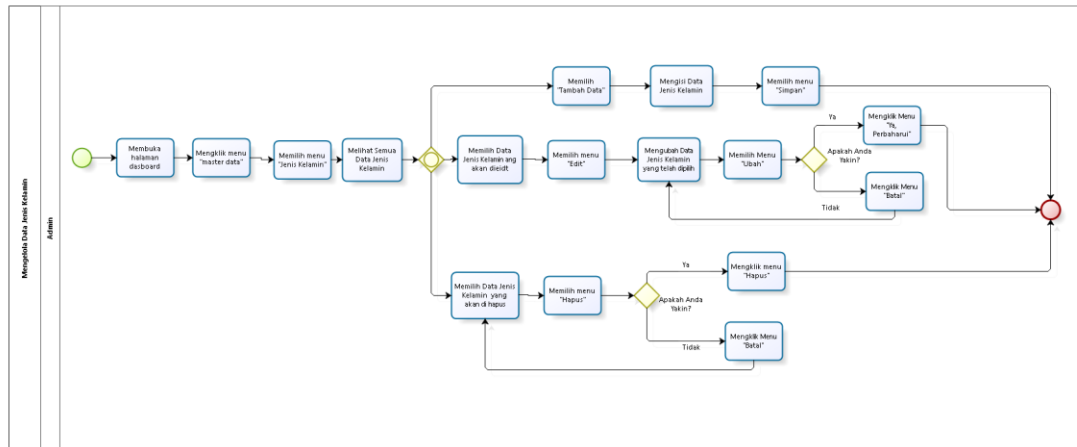 Mengelola Data Jenis Kelamin
Admin
Membuka
halaman
dasboard
Mengklik menu
"master data"
Memilih menu
"Jenis Kelamin"
Melihat Semua
Data Jenis
Kelamin
Memilih
"Tambah Data"
Mengisi Data
Jenis Kelamin
Memilih menu
"Simpan"
Memilih Data
Jenis Kelamin ang
akan dieidt
Memilih menu
"Edit"
Mengubah Data
Jenis Kelamin
yang telah diplih
Memilih Menu
"Ubah"
Apakah Anda
Yakin?
Ya
Mengklik Menu
"Ya,
Perbaharui"
Tidak
Mengklik Menu
"Batal"
Memilih Data Jenis
Kelamin yang
akan di hapus
Memilih menu
"Hapus"
Apakah Anda
Yakin?
Ya
Mengklik menu
"Hapus"
Tidak
Mengklik Menu
"Batal"